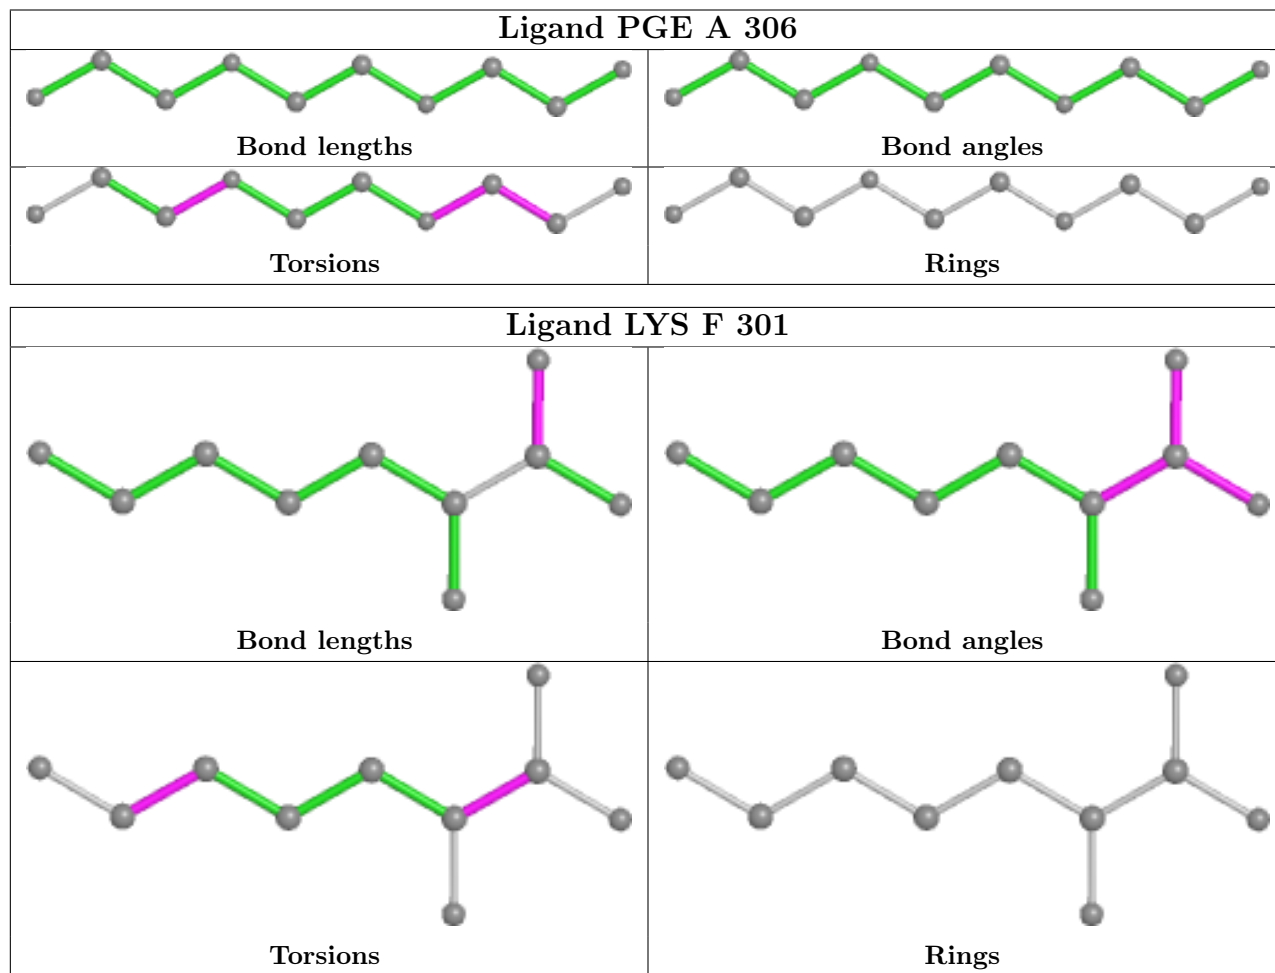 Ligand PGE A 306
Bond lengths
Bond angles
Torsions
Rings
Ligand LYS F 301
Bond lengths
Bond angles
Torsions
Rings